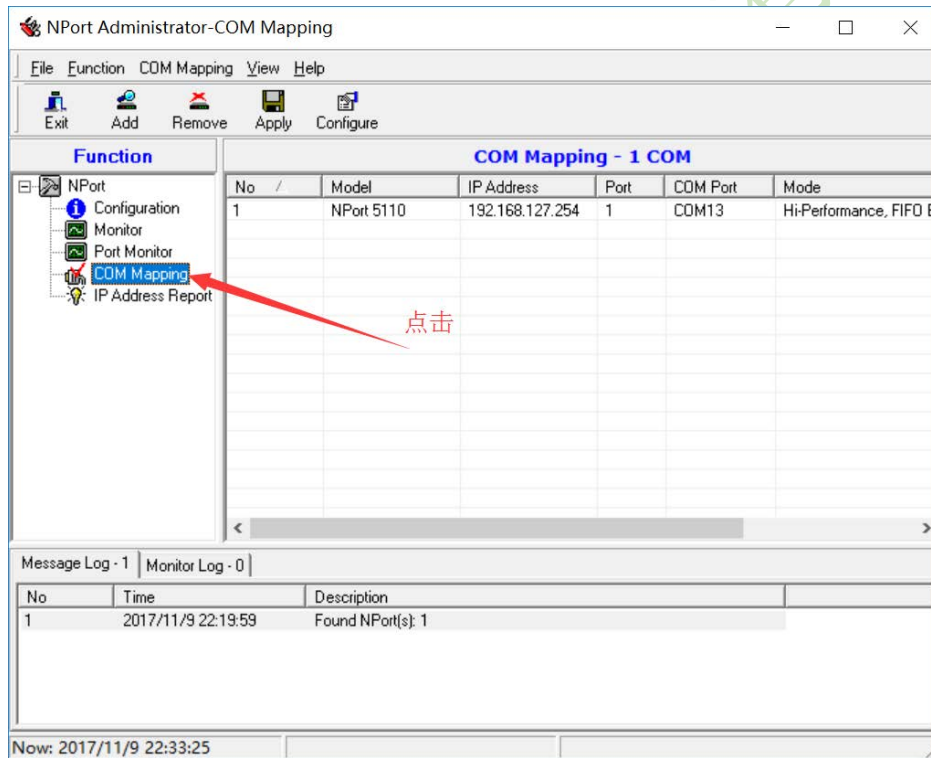 NPort Administrator-COM Mapping
File Function COM Mapping View Help
Exit Add Remove Apply Configure
Function
COM Mapping - 1 COM
NPort
Configuration
Monitor
Port Monitor
COM Mapping
IP Address Report
No Model IP Address Port COM Port Mode
1 NPort 5110 192.168.127.254 1 COM13 Hi-Performance, FIFO
点击
Message Log - 1 Monitor Log - 0
No Time Description
1 2017/11/9 22:19:59 Found NPort(s): 1
Now: 2017/11/9 22:33:25